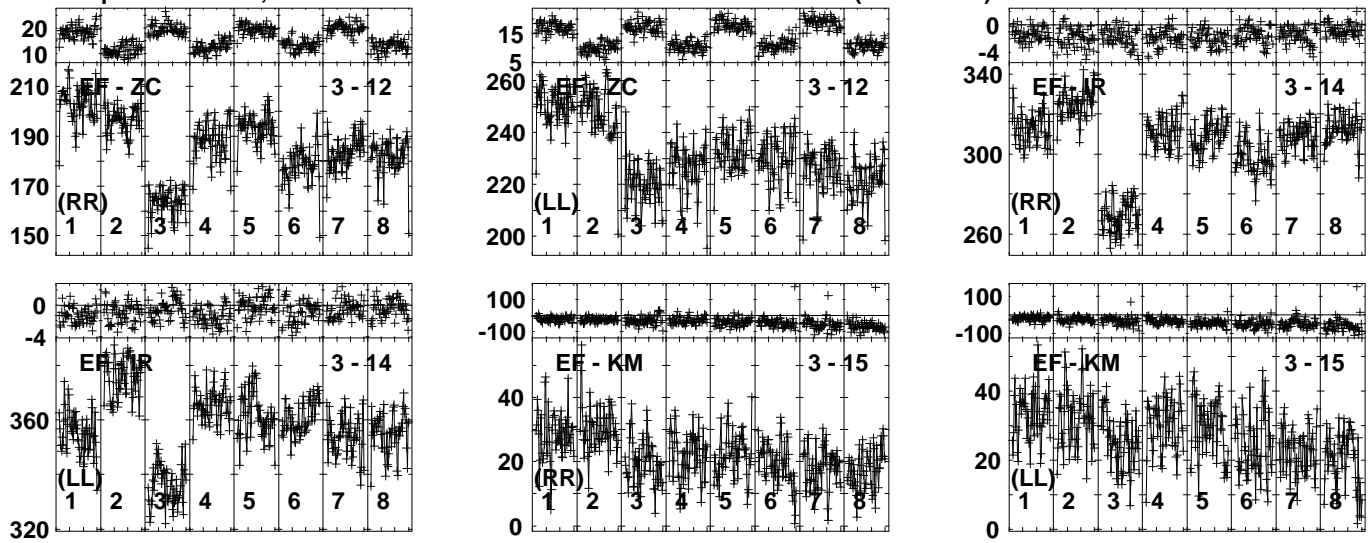 20
10
210
EF - ZC 3 - 12
190
170
(RR)
150
1 2 3 4 5 6 7 8
15
5
260
EF - ZC 3 - 12
240
220
(LL)
200
1 2 3 4 5 6 7 8
0
-4
340
EF - IR 3 - 14
300
(RR)
260
1 2 3 4 5 6 7 8
0
-4
EF - IR 3 - 14
360
(LL)
1 2 3 4 5 6 7 8
320
100
-100
EF - KM 3 - 15
40
20
(RR)
1 2 3 4 5 6 7 8
0
100
-100
EF - KM 3 - 15
40
20
(LL)
1 2 3 4 5 6 7 8
0